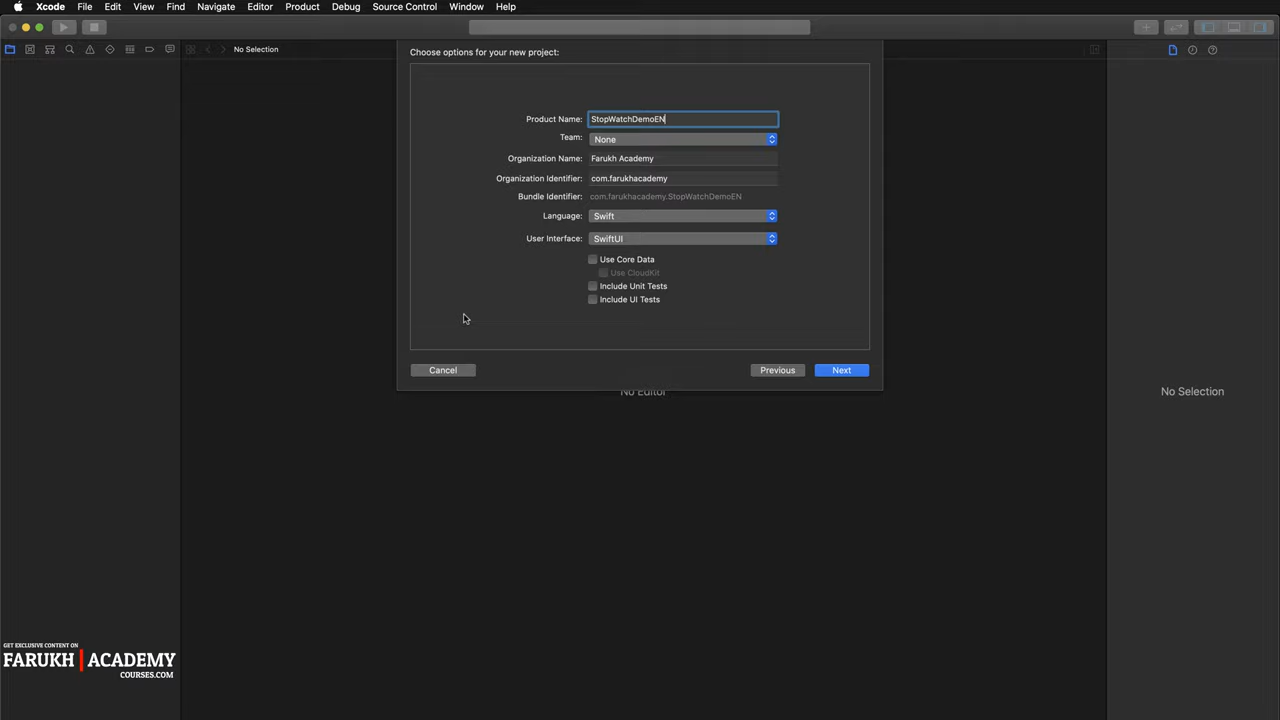 Xcode File Edit View Find Navigate Editor Product Debug Source Control Window Help
No Selection
Choose options for your new project:
Product Name: StopWatchDemoEN
Team: None
Organization Name: Farukh Academy
Organization Identifier: com.farukhacademy
Bundle Identifier: com.farukhacademy.StopWatchDemoEN
Language: Swift
User Interface: SwiftUI
Use Core Data
Use CloudKit
Include Unit Tests
Include UI Tests
Cancel Previous Next
No Editor
No Selection
GET EXCLUSIVE CONTENT ON
FARUKH ACADEMY
COURSES.COM